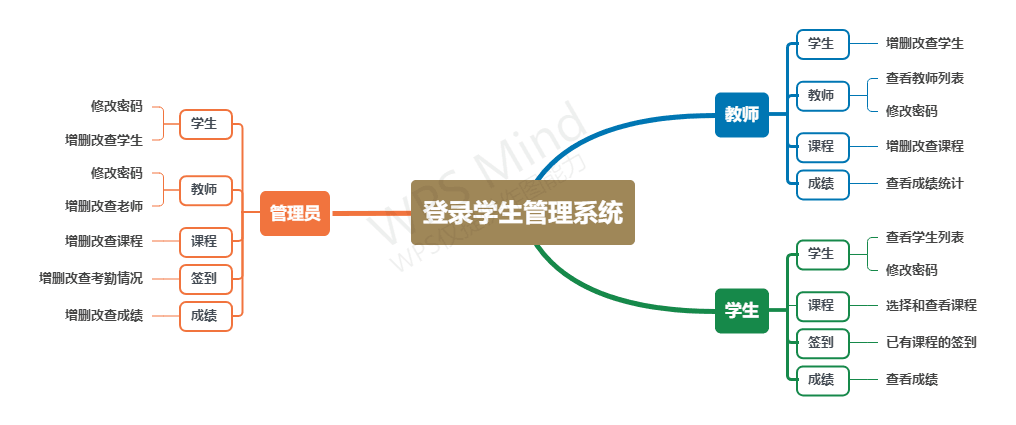 登录学生管理系统
教师
学生
增删改查学生
教师
查看教师列表
修改密码
课程
增删改查课程
成绩
查看成绩统计
学生
学生
查看学生列表
修改密码
课程
选择和查看课程
签到
已有课程的签到
成绩
查看成绩
管理员
学生
修改密码
增删改查学生
教师
修改密码
增删改查老师
课程
增删改查课程
签到
增删改查考勤情况
成绩
增删改查成绩
WPS Mind